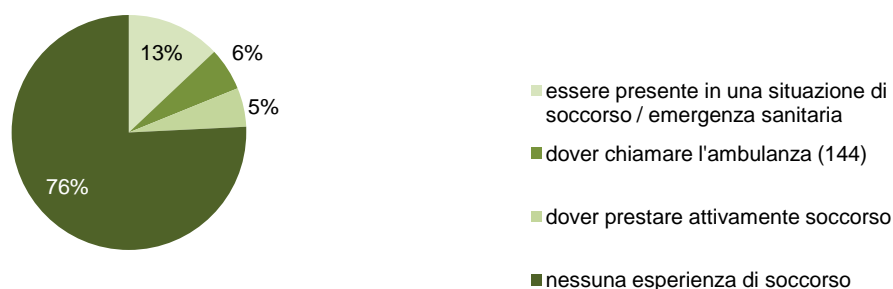 13%
6%
5%
76%
essere presente in una situazione di
soccorso / emergenza sanitaria
dover chiamare l'ambulanza (144)
dover prestare attivamente soccorso
nessuna esperienza di soccorso